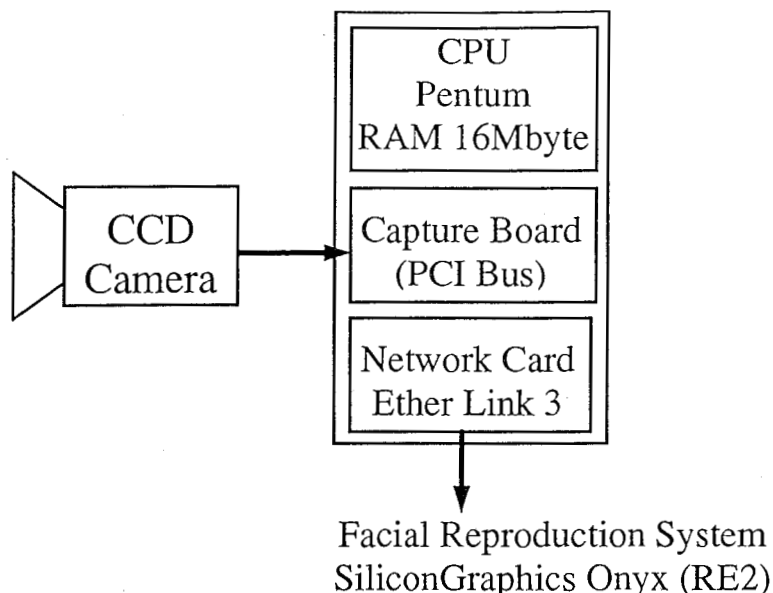 CPU
Pentum
RAM 16Mbyte
CCD
Camera
Capture Board
(PCI Bus)
Network Card
Ether Link 3
Facial Reproduction System
SiliconGraphics Onyx (RE2)